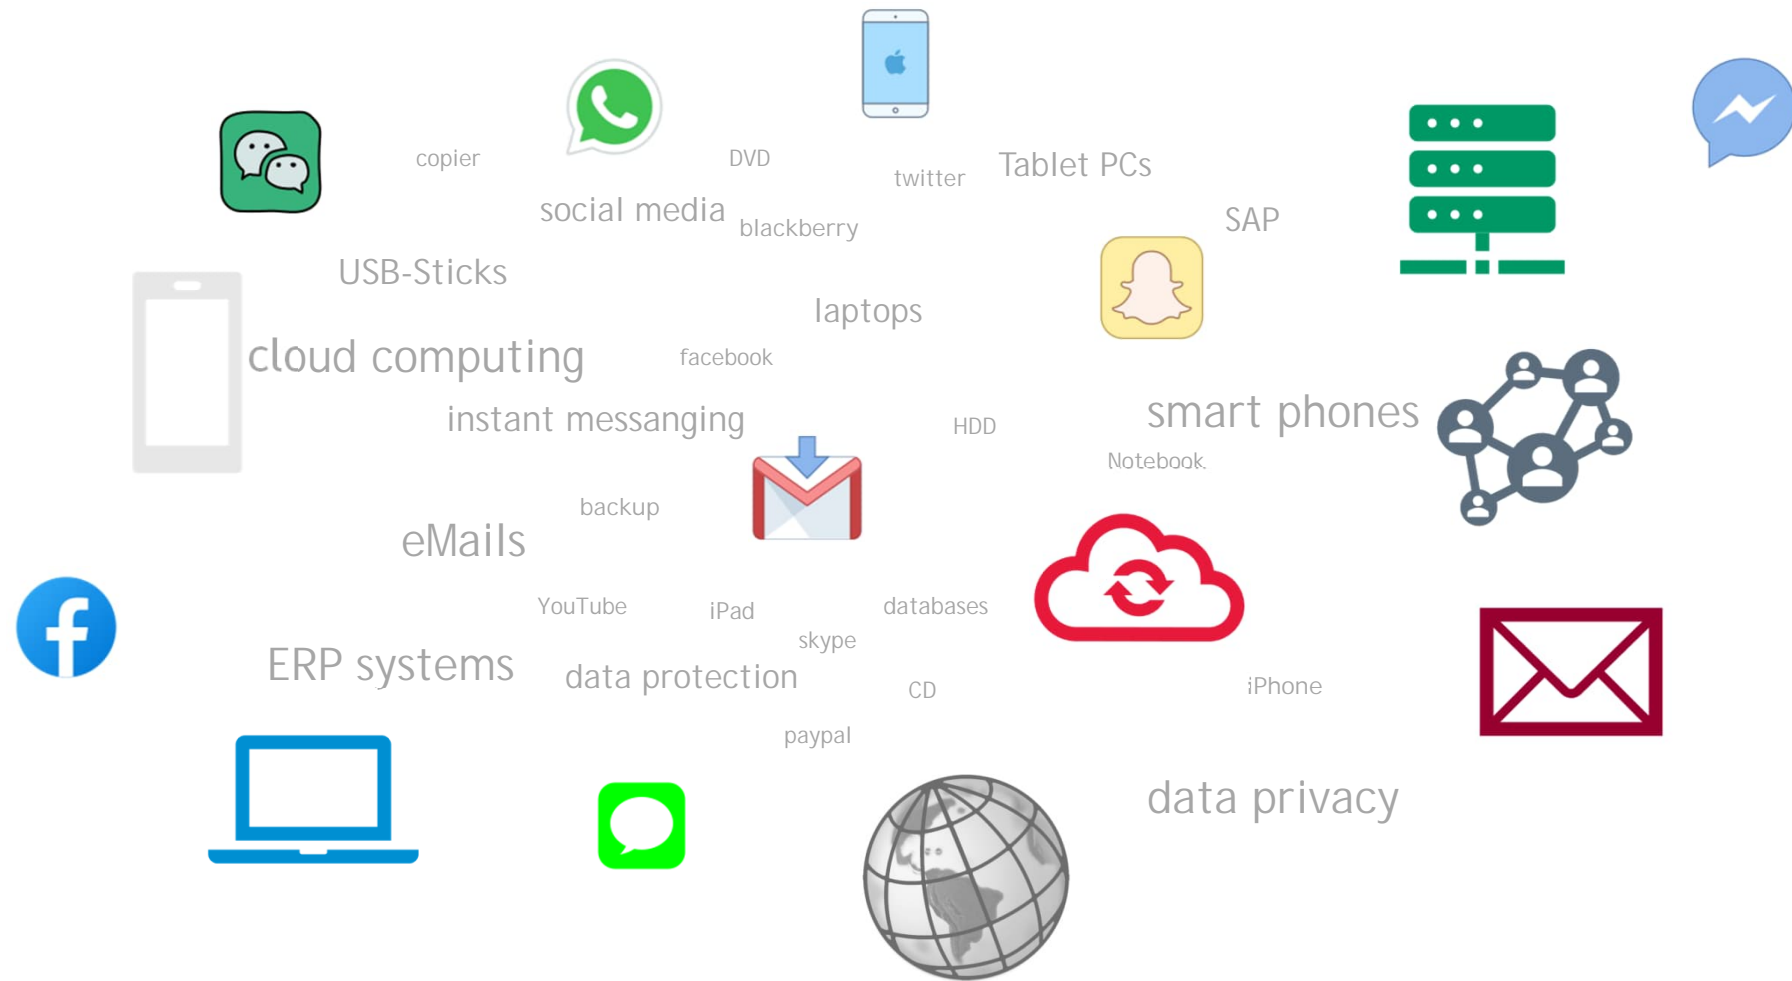 copier
DVD
twitter
Tablet PCs
social media
blackberry
SAP
USB-Sticks
laptops
cloud computing
facebook
instant messanging
HDD
smart phones
Notebook.
backup
eMails
YouTube
iPad
databases
skype
ERP systems
data protection
CD
iPhone
paypal
data privacy